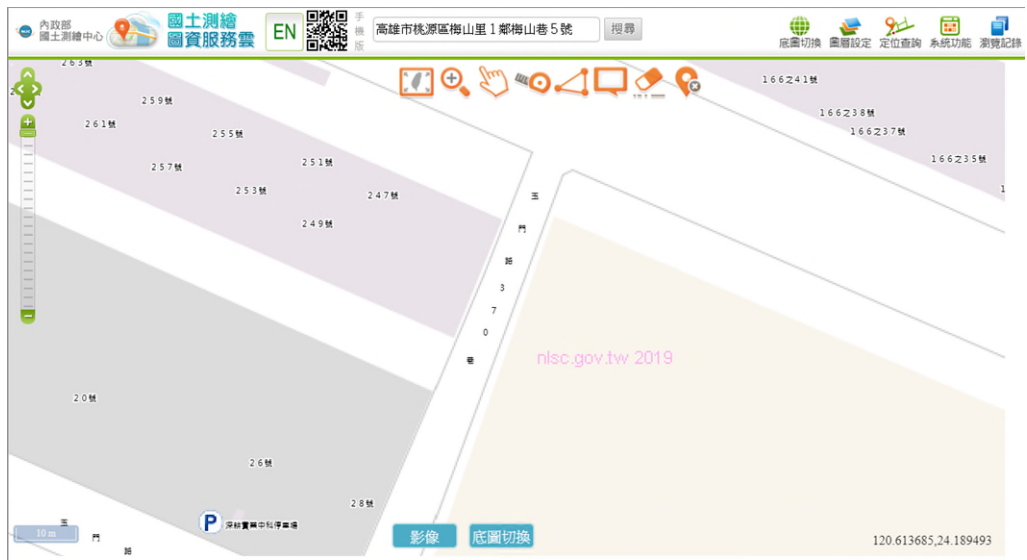 內政部
國土測繪中心
國土測繪
圖資服務雲
EN
手機版
高雄市桃源區梅山里1鄰梅山巷5號
搜尋
底圖切換
圖層設定
定位查詢
系統功能
瀏覽記錄
263號
259號
261號
255號
257號
251號
253號
247號
249號
166之41號
166之38號
166之37號
166之35號
1
玉門路370巷
nlsc.gov.tw 2019
20號
26號
28號
P
中科停車場
玉門路
10 m
影像
底圖切換
120.613685,24.189493